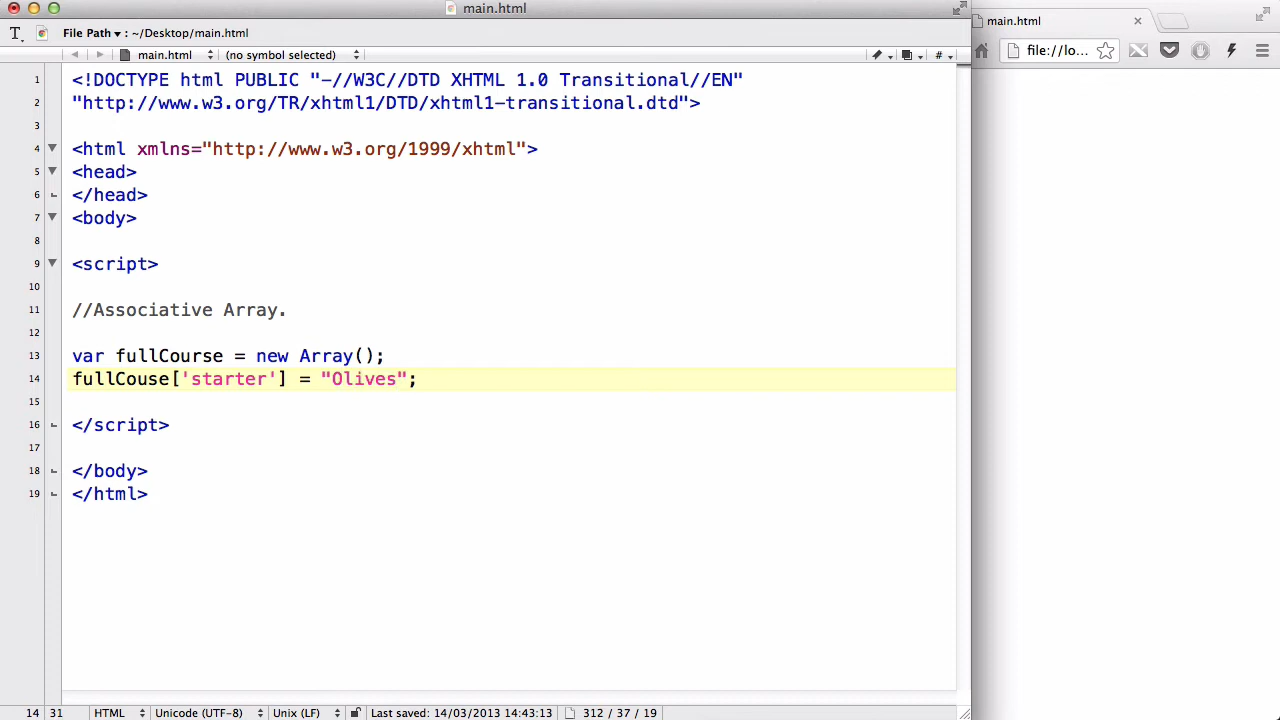 main.html
File Path ▾ : ~/Desktop/main.html
main.html (no symbol selected) #
1 <!DOCTYPE html PUBLIC "-//W3C//DTD XHTML 1.0 Transitional//EN"
2 "http://www.w3.org/TR/xhtml1/DTD/xhtml1-transitional.dtd">
3
4 <html xmlns="http://www.w3.org/1999/xhtml">
5 <head>
6 </head>
7 <body>
8
9 <script>
10
11 //Associative Array.
12
13 var fullCourse = new Array();
14 fullCouse['starter'] = "Olives";
15
16 </script>
17
18 </body>
19 </html>
14 31 HTML Unicode (UTF-8) Unix (LF) Last saved: 14/03/2013 14:43:13 312 / 37 / 19
main.html
file://lo...